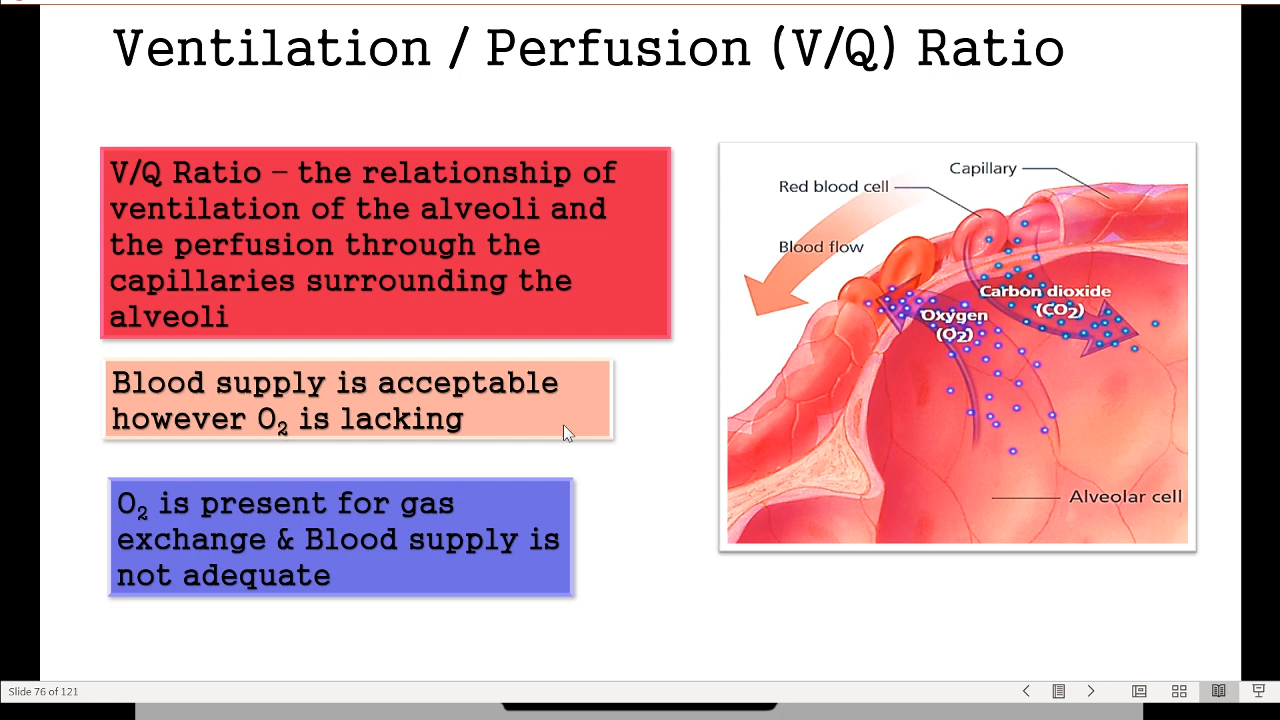 Ventilation / Perfusion (V/Q) Ratio
V/Q Ratio – the relationship of
ventilation of the alveoli and
the perfusion through the
capillaries surrounding the
alveoli
Blood supply is acceptable
however O₂ is lacking
O₂ is present for gas
exchange & Blood supply is
not adequate
Capillary
Red blood cell
Blood flow
Carbon dioxide
(CO₂)
Oxygen
(O₂)
Alveolar cell
Slide 76 of 121